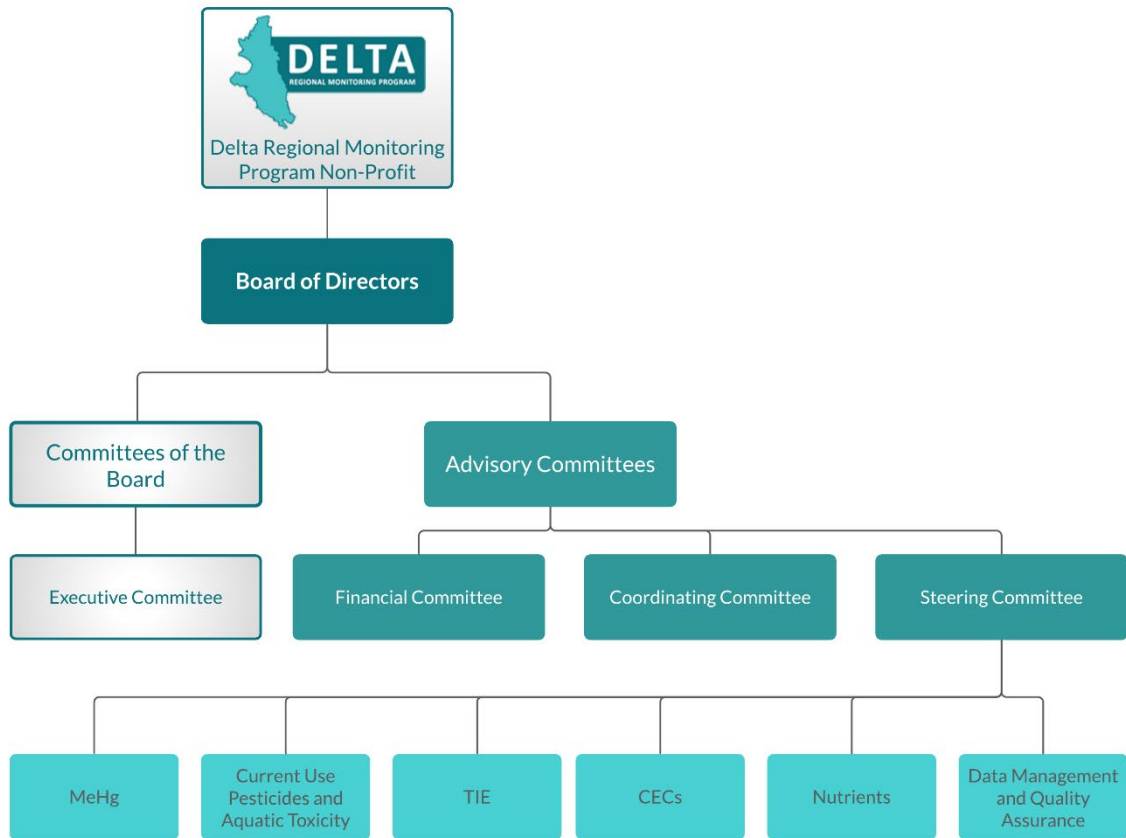 DELTA
REGIONAL MONITORING PROGRAM
Delta Regional Monitoring
Program Non-Profit
Board of Directors
Committees of the
Board
Advisory Committees
Executive Committee
Financial Committee
Coordinating Committee
Steering Committee
MeHg
Current Use
Pesticides and
Aquatic Toxicity
TIE
CECs
Nutrients
Data Management
and Quality
Assurance